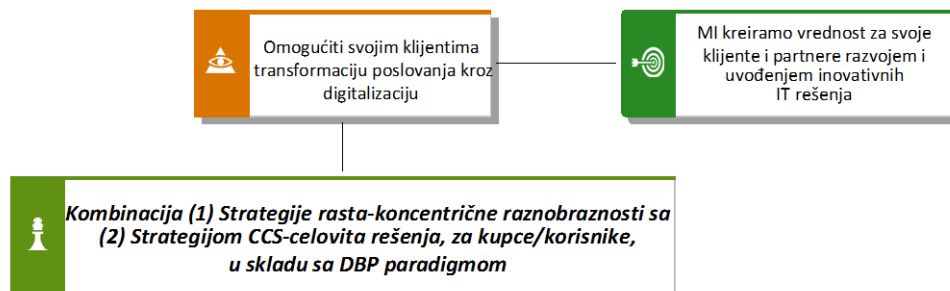 Omogućiti svojim klijentima
transformaciju poslovanja kroz
digitalizaciju
MI kreiramo vrednost za svoje
klijente i partnere razvojem i
uvođenjem inovativnih
IT rešenja
Kombinacija (1) Strategije rasta-koncentrične raznobraznosti sa
(2) Strategijom CCS-celovita rešenja, za kupce/korisnike,
u skladu sa DBP paradigmom